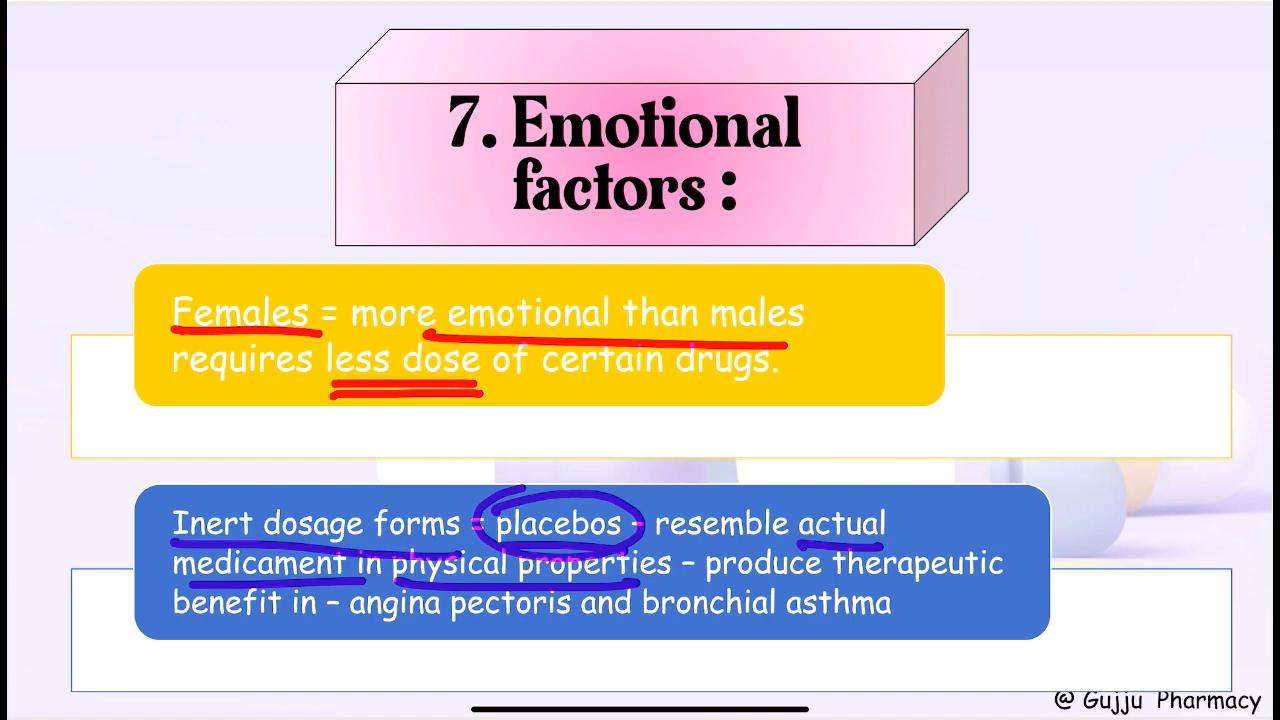 7. Emotional
factors :
Females = more emotional than males
requires less dose of certain drugs.
Inert dosage forms = placebos - resemble actual
medicament in physical properties – produce therapeutic
benefit in – angina pectoris and bronchial asthma
@ Gujju Pharmacy